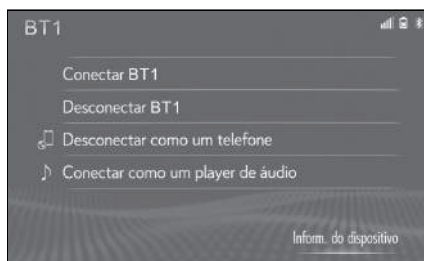 BT1
Conectar BT1
Desconectar BT1
Desconectar como um telefone
Conectar como um player de áudio
Inform. do dispositivo